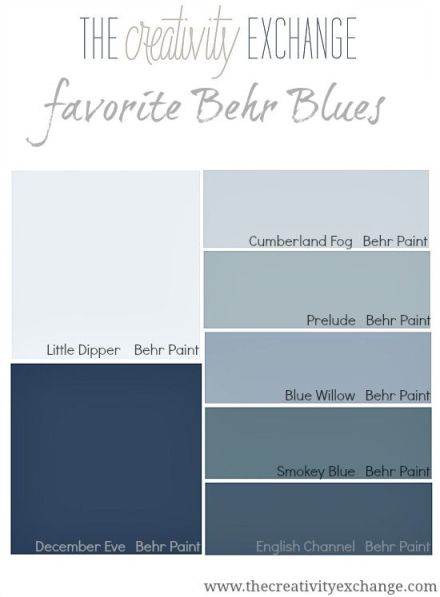 THE creativity EXCHANGE
favorite Behr Blues
Little Dipper Behr Paint
December Eve Behr Paint
Cumberland Fog Behr Paint
Prelude Behr Paint
Blue Willow Behr Paint
Smokey Blue Behr Paint
English Channel Behr Paint
www.thecreativityexchange.com